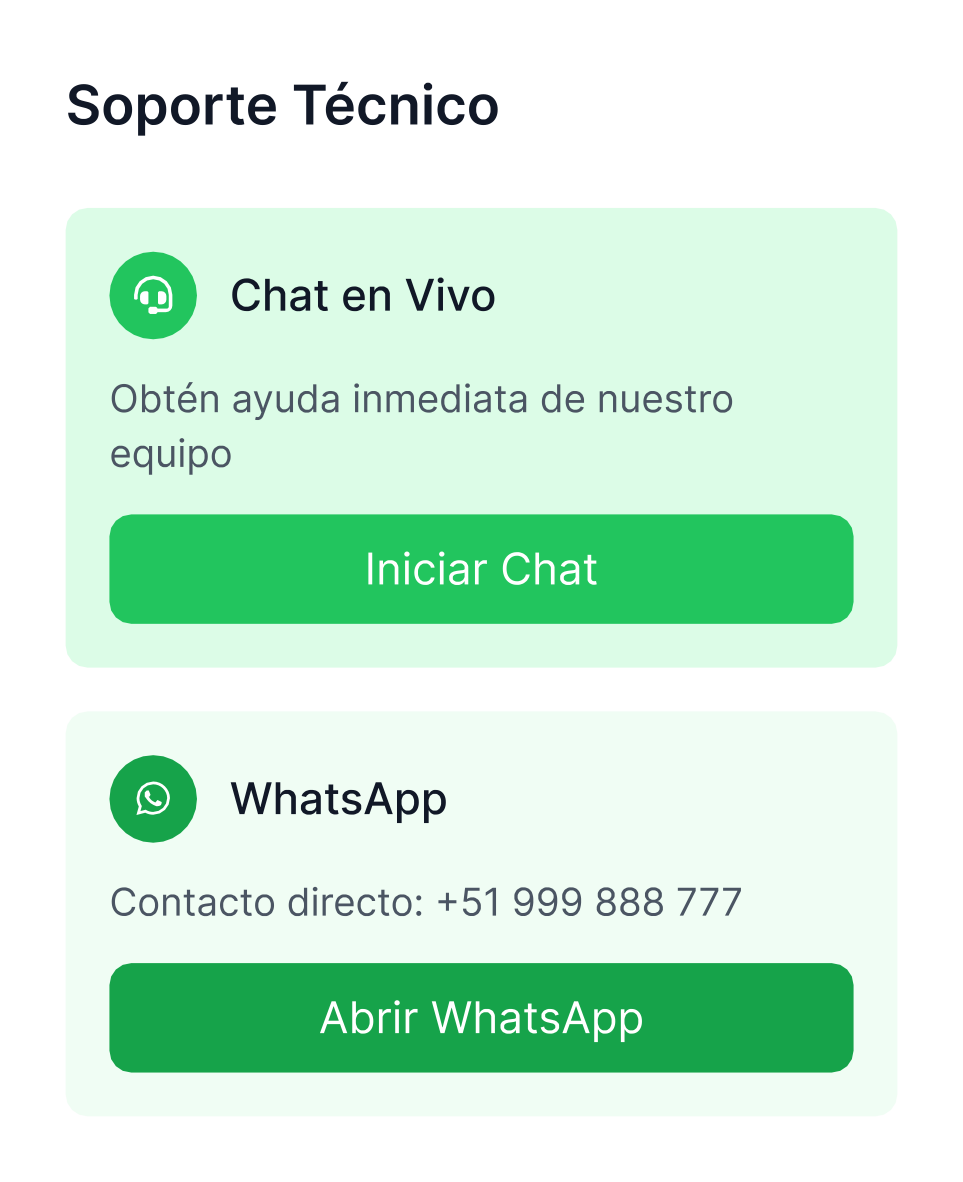 Soporte Técnico
Chat en Vivo
Obtén ayuda inmediata de nuestro
equipo
Iniciar Chat
WhatsApp
Contacto directo: +51 999 888 777
Abrir WhatsApp